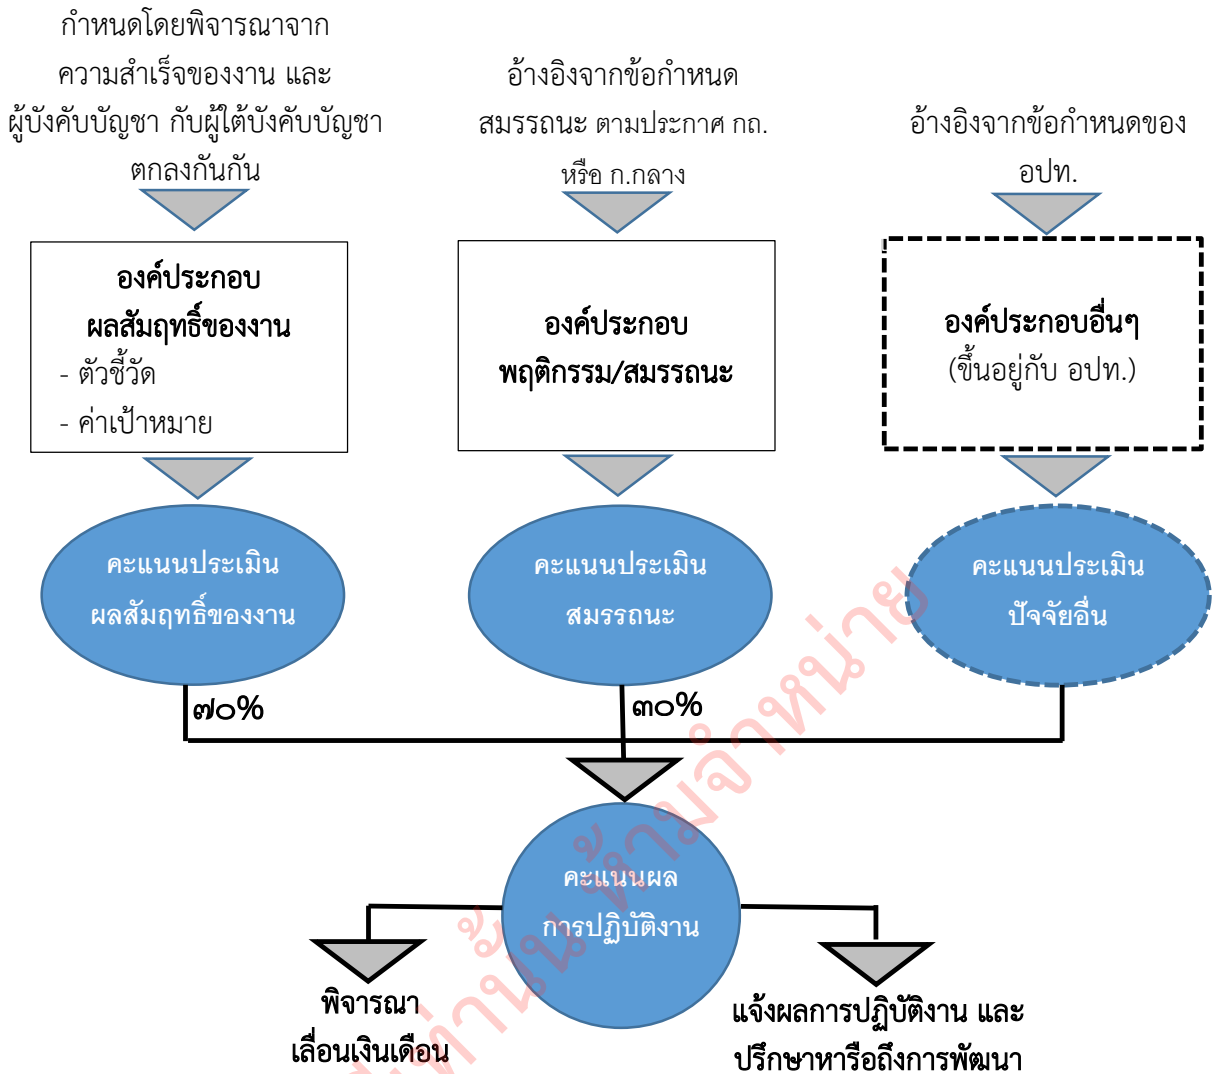 กำหนดโดยพิจารณาจาก
ความสำเร็จของงาน และ
ผู้บังคับบัญชา กับผู้ใต้บังคับบัญชา
ตกลงกันกัน
อ้างอิงจากข้อกำหนด
สมรรถนะ ตามประกาศ กถ.
หรือ ก.กลาง
อ้างอิงจากข้อกำหนดของ
อปท.
องค์ประกอบ
ผลสัมฤทธิ์ของงาน
- ตัวชี้วัด
- ค่าเป้าหมาย
องค์ประกอบ
พฤติกรรม/สมรรถนะ
องค์ประกอบอื่นๆ
(ขึ้นอยู่กับ อปท.)
คะแนนประเมิน
ผลสัมฤทธิ์ของงาน
คะแนนประเมิน
สมรรถนะ
คะแนนประเมิน
ปัจจัยอื่น
๗๐%
๓๐%
คะแนนผล
การปฏิบัติงาน
พิจารณา
เลื่อนเงินเดือน
แจ้งผลการปฏิบัติงาน และ
ปรึกษาหารือถึงการพัฒนา
ท่านั้น ห้ามจำหน่าย